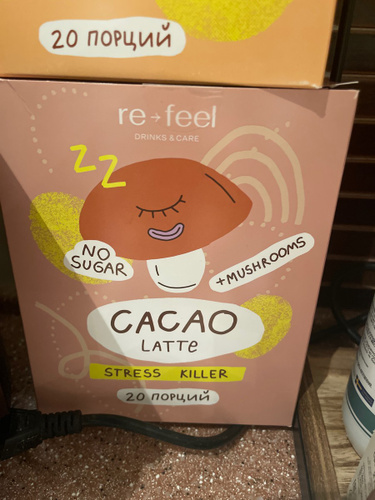 20 ПОРЦИЙ
re→feel
DRINKS & CARE
ZZ
NO
SUGAR
+MUSHROOMS
CACAO
LATTE
STRESS KILLER
20 ПОРЦИЙ